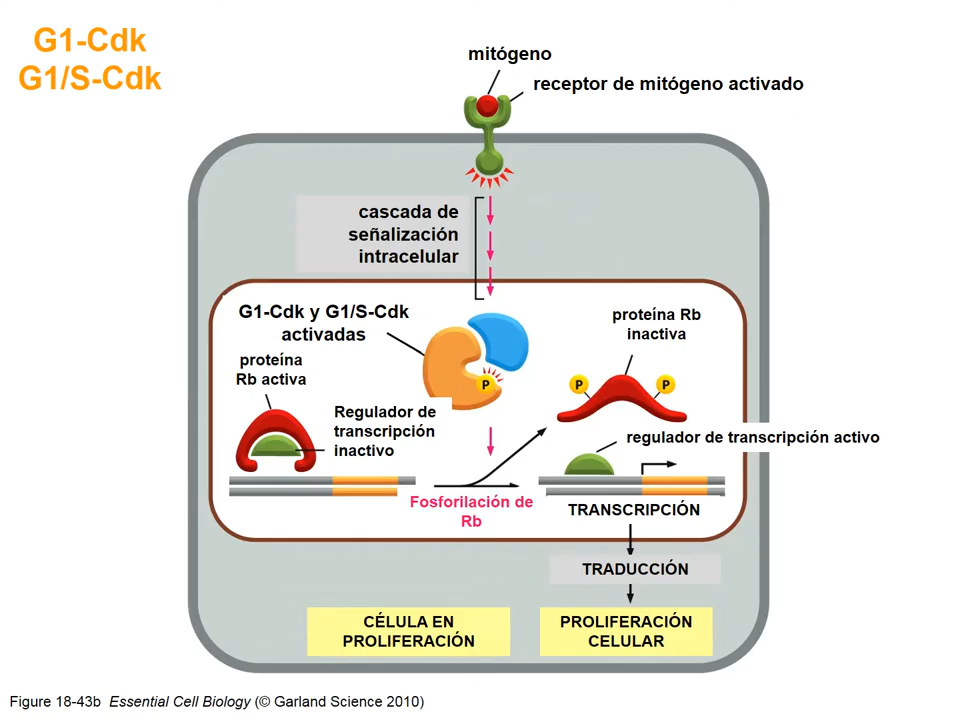 G1-Cdk
G1/S-Cdk
mitógeno
receptor de mitógeno activado
cascada de
señalización
intracelular
G1-Cdk y G1/S-Cdk
activadas
proteína Rb
inactiva
proteína
Rb activa
P
P
P
Regulador de
transcripción
inactivo
regulador de transcripción activo
Fosforilación de
Rb
TRANSCRIPCIÓN
TRADUCCIÓN
CÉLULA EN
PROLIFERACIÓN
PROLIFERACIÓN
CELULAR
Figure 18-43b Essential Cell Biology (© Garland Science 2010)